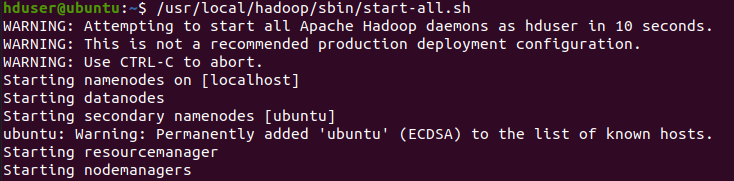 hduser@ubuntu:~$ /usr/local/hadoop/sbin/start-all.sh
WARNING: Attempting to start all Apache Hadoop daemons as hduser in 10 seconds.
WARNING: This is not a recommended production deployment configuration.
WARNING: Use CTRL-C to abort.
Starting namenodes on [localhost]
Starting datanodes
Starting secondary namenodes [ubuntu]
ubuntu: Warning: Permanently added 'ubuntu' (ECDSA) to the list of known hosts.
Starting resourcemanager
Starting nodemanagers